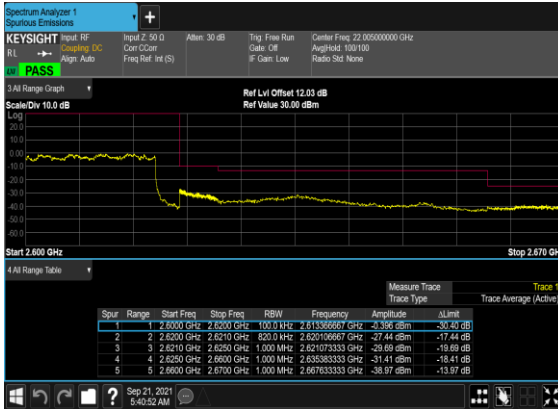 Spectrum Analyzer 1
Spurious Emissions
KEYSIGHT Input: RF Input Z: 50 Ω Atten: 30 dB Trig: Free Run Center Freq: 22.005000000 GHz
RL Coupling: DC Corr CCorr Gate: Off Avg|Hold: 100/100
Align: Auto Freq Ref: Int (S) IF Gain: Low Radio Std: None
PASS
3 All Range Graph
Ref Lvl Offset 12.03 dB
Scale/Div 10.0 dB Ref Value 30.00 dBm
Log
20.0
10.0
0.00
-10.0
-20.0
-30.0
-40.0
-50.0
-60.0
Start 2.600 GHz Stop 2.670 GH
4 All Range Table
Measure Trace Trace 1
Trace Type Trace Average (Active)
Spur Range Start Freq Stop Freq RBW Frequency Amplitude ΔLimit
1 1 2.6000 GHz 2.6200 GHz 100.0 kHz 2.613366667 GHz -0.396 dBm -30.40 dB
2 2 2.6200 GHz 2.6210 GHz 820.0 kHz 2.620106667 GHz -27.44 dBm -17.44 dB
3 3 2.6210 GHz 2.6250 GHz 1.000 MHz 2.621073333 GHz -29.69 dBm -19.69 dB
4 4 2.6250 GHz 2.6600 GHz 1.000 MHz 2.635383333 GHz -31.41 dBm -18.41 dB
5 5 2.6600 GHz 2.6700 GHz 1.000 MHz 2.667633333 GHz -38.97 dBm -13.97 dB
Sep 21, 2021
5:40:52 AM